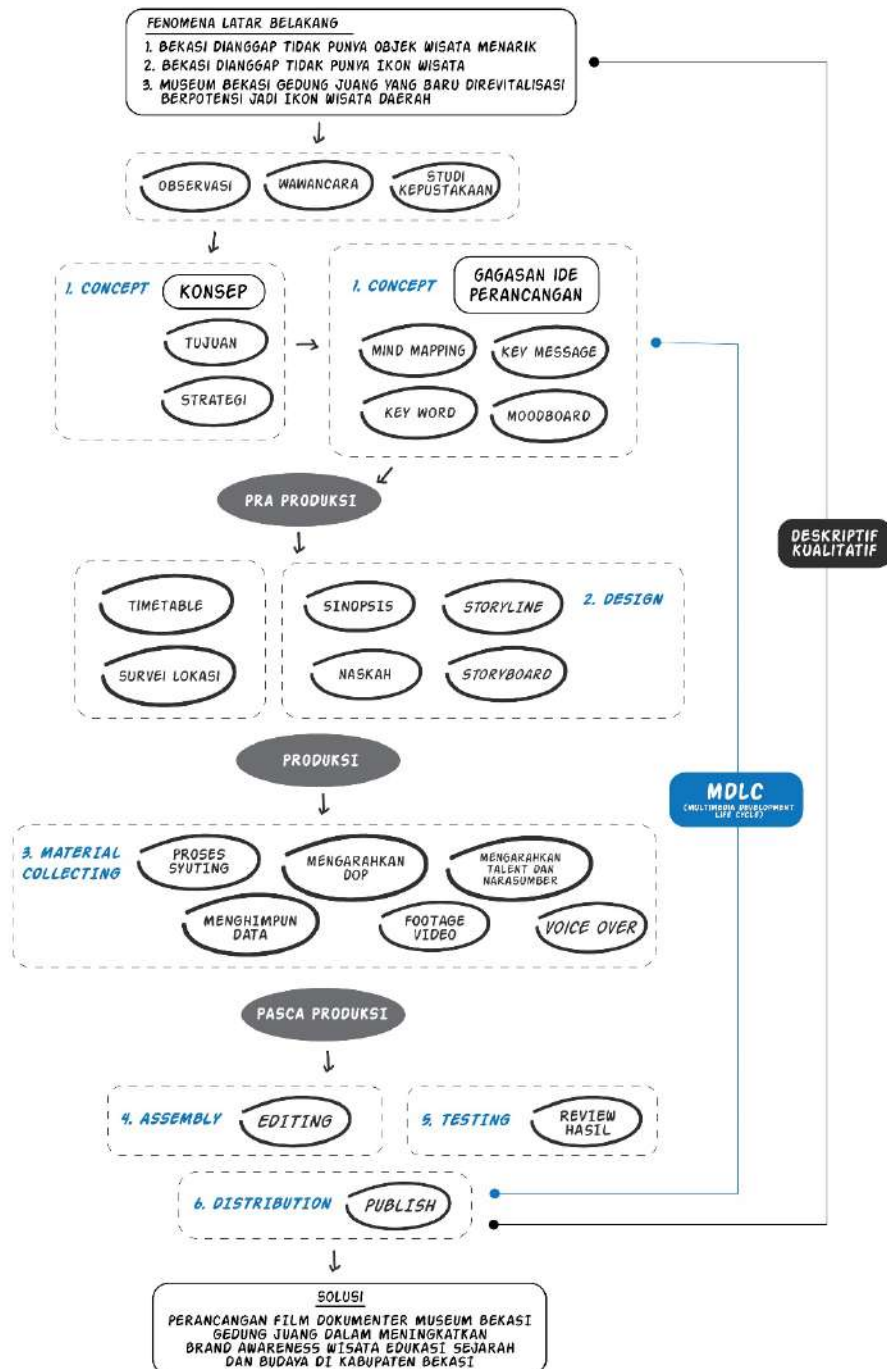 FENOMENA LATAR BELAKANG
1. BEKASI DIANGGAP TIDAK PUNYA OBJEK WISATA MENARIK
2. BEKASI DIANGGAP TIDAK PUNYA IKON WISATA
3. MUSEUM BEKASI GEDUNG JUANG YANG BARU DIREVITALISASI
BERPOTENSI JADI IKON WISATA DAERAH
OBSERVASI
WAWANCARA
STUDI
KEPUSTAKAAN
1. CONCEPT
KONSEP
TUJUAN
STRATEGI
1. CONCEPT
GAGASAN IDE
PERANCANGAN
MIND MAPPING
KEY MESSAGE
KEY WORD
MOODBOARD
PRA PRODUKSI
DESKRIPTIF
KUALITATIF
TIMETABLE
SURVEI LOKASI
SINOPSIS
STORYLINE
2. DESIGN
NASKAH
STORYBOARD
PRODUKSI
MDLC
(MULTIMEDIA DEVELOPMENT
LIFE CYCLE)
3. MATERIAL
COLLECTING
PROSES
SYUTING
MENGARAHKAN
DOP
MENGARAHKAN
TALENT DAN
NARASUMBER
MENGHIMPUN
DATA
FOOTAGE
VIDEO
VOICE OVER
PASCA PRODUKSI
4. ASSEMBLY
EDITING
5. TESTING
REVIEW
HASIL
6. DISTRIBUTION
PUBLISH
SOLUSI
PERANCANGAN FILM DOKUMENTER MUSEUM BEKASI
GEDUNG JUANG DALAM MENINGKATKAN
BRAND AWARENESS WISATA EDUKASI SEJARAH
DAN BUDAYA DI KABUPATEN BEKASI